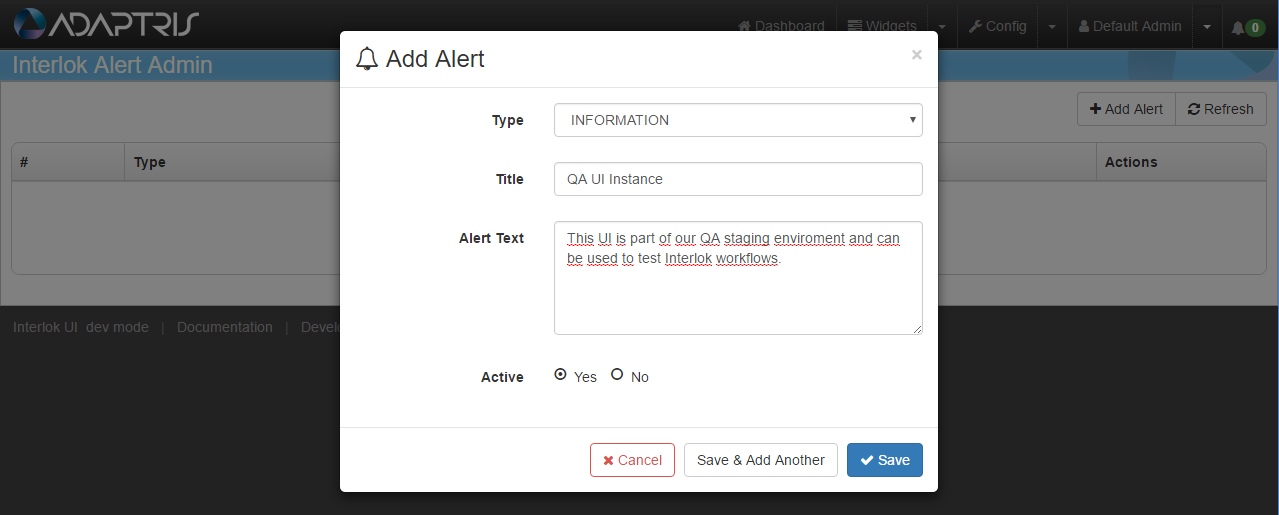 ADAPTRIS
Dashboard Widgets Config Default Admin 0
Interlok Alert Admin
Add Alert ×
Add Alert Refresh
# Type Actions
Type INFORMATION
Title QA UI Instance
Alert Text This UI is part of our QA staging enviroment and can
be used to test Interlok workflows.
Interlok UI dev mode | Documentation | Develo
Active Yes No
Cancel Save & Add Another Save